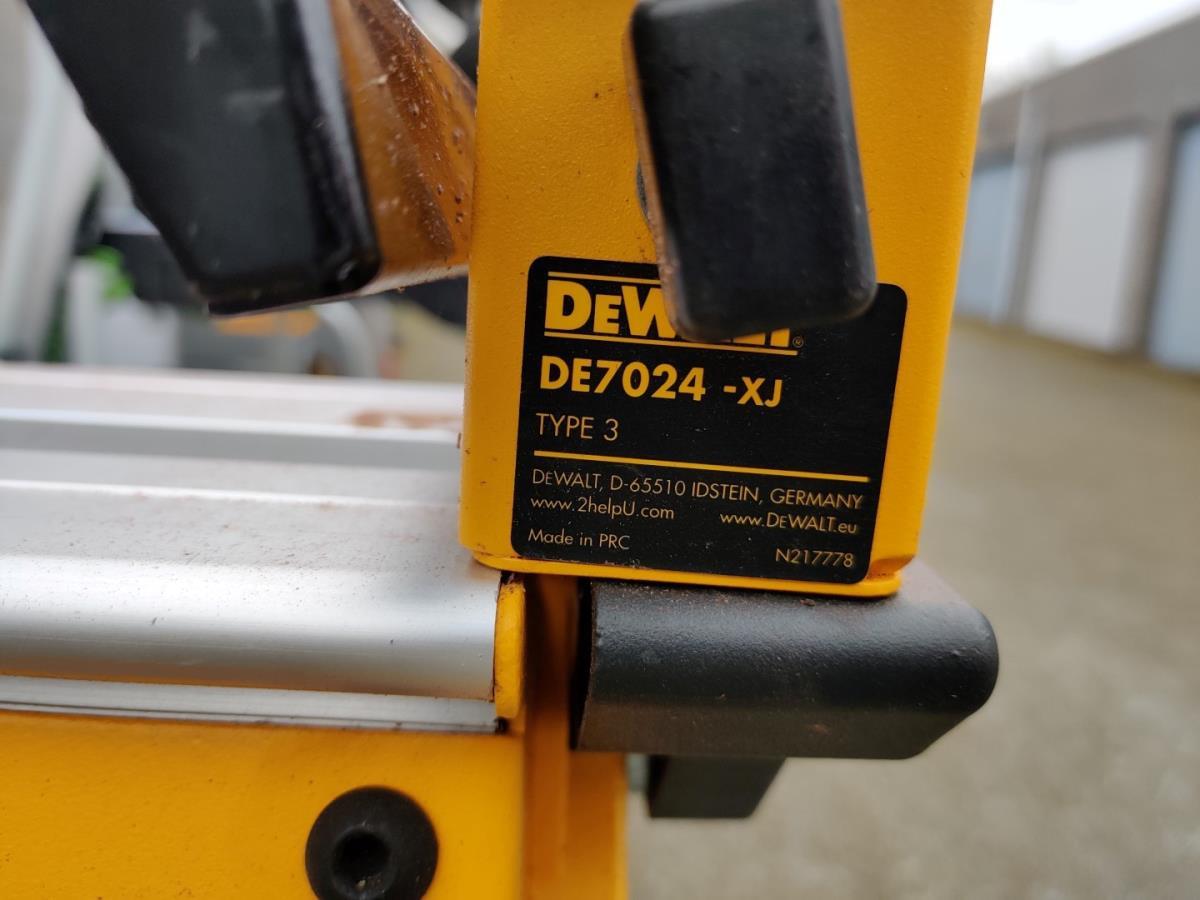 DE7024 -XJ
TYPE 3
DEWALT, D-65510 IDSTEIN, GERMANY
www.2helpU.com
www.DEWALT.eu
Made in PRC
N217778